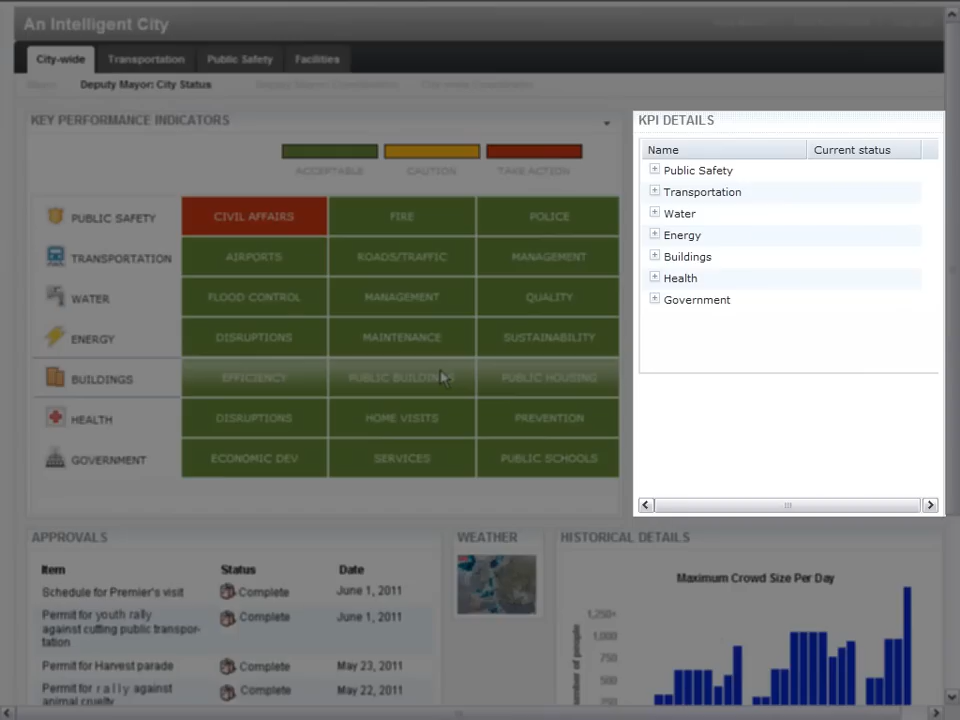 An Intelligent City
City-wide Transportation Public Safety Facilities
Deputy Mayor: City Status
KEY PERFORMANCE INDICATORS
ACCEPTABLE CAUTION TAKE ACTION
PUBLIC SAFETY CIVIL AFFAIRS FIRE POLICE
TRANSPORTATION AIRPORTS ROADS/TRAFFIC MANAGEMENT
WATER FLOOD CONTROL MANAGEMENT QUALITY
ENERGY DISRUPTIONS MAINTENANCE SUSTAINABILITY
BUILDINGS EFFICIENCY PUBLIC BUILDINGS PUBLIC HOUSING
HEALTH DISRUPTIONS HOME VISITS PREVENTION
GOVERNMENT ECONOMIC DEV SERVICES PUBLIC SCHOOLS
KPI DETAILS
Name Current status
Public Safety
Transportation
Water
Energy
Buildings
Health
Government
APPROVALS
Item Status Date
Schedule for Premier's visit Complete June 1, 2011
Permit for youth rally Complete June 1, 2011
against cutting public transpor-
tation
Permit for Harvest parade Complete May 23, 2011
Permit for rally against Complete May 22, 2011
animal cruelty
WEATHER
HISTORICAL DETAILS
Maximum Crowd Size Per Day
1,250+
1,000
750
500
umber of people